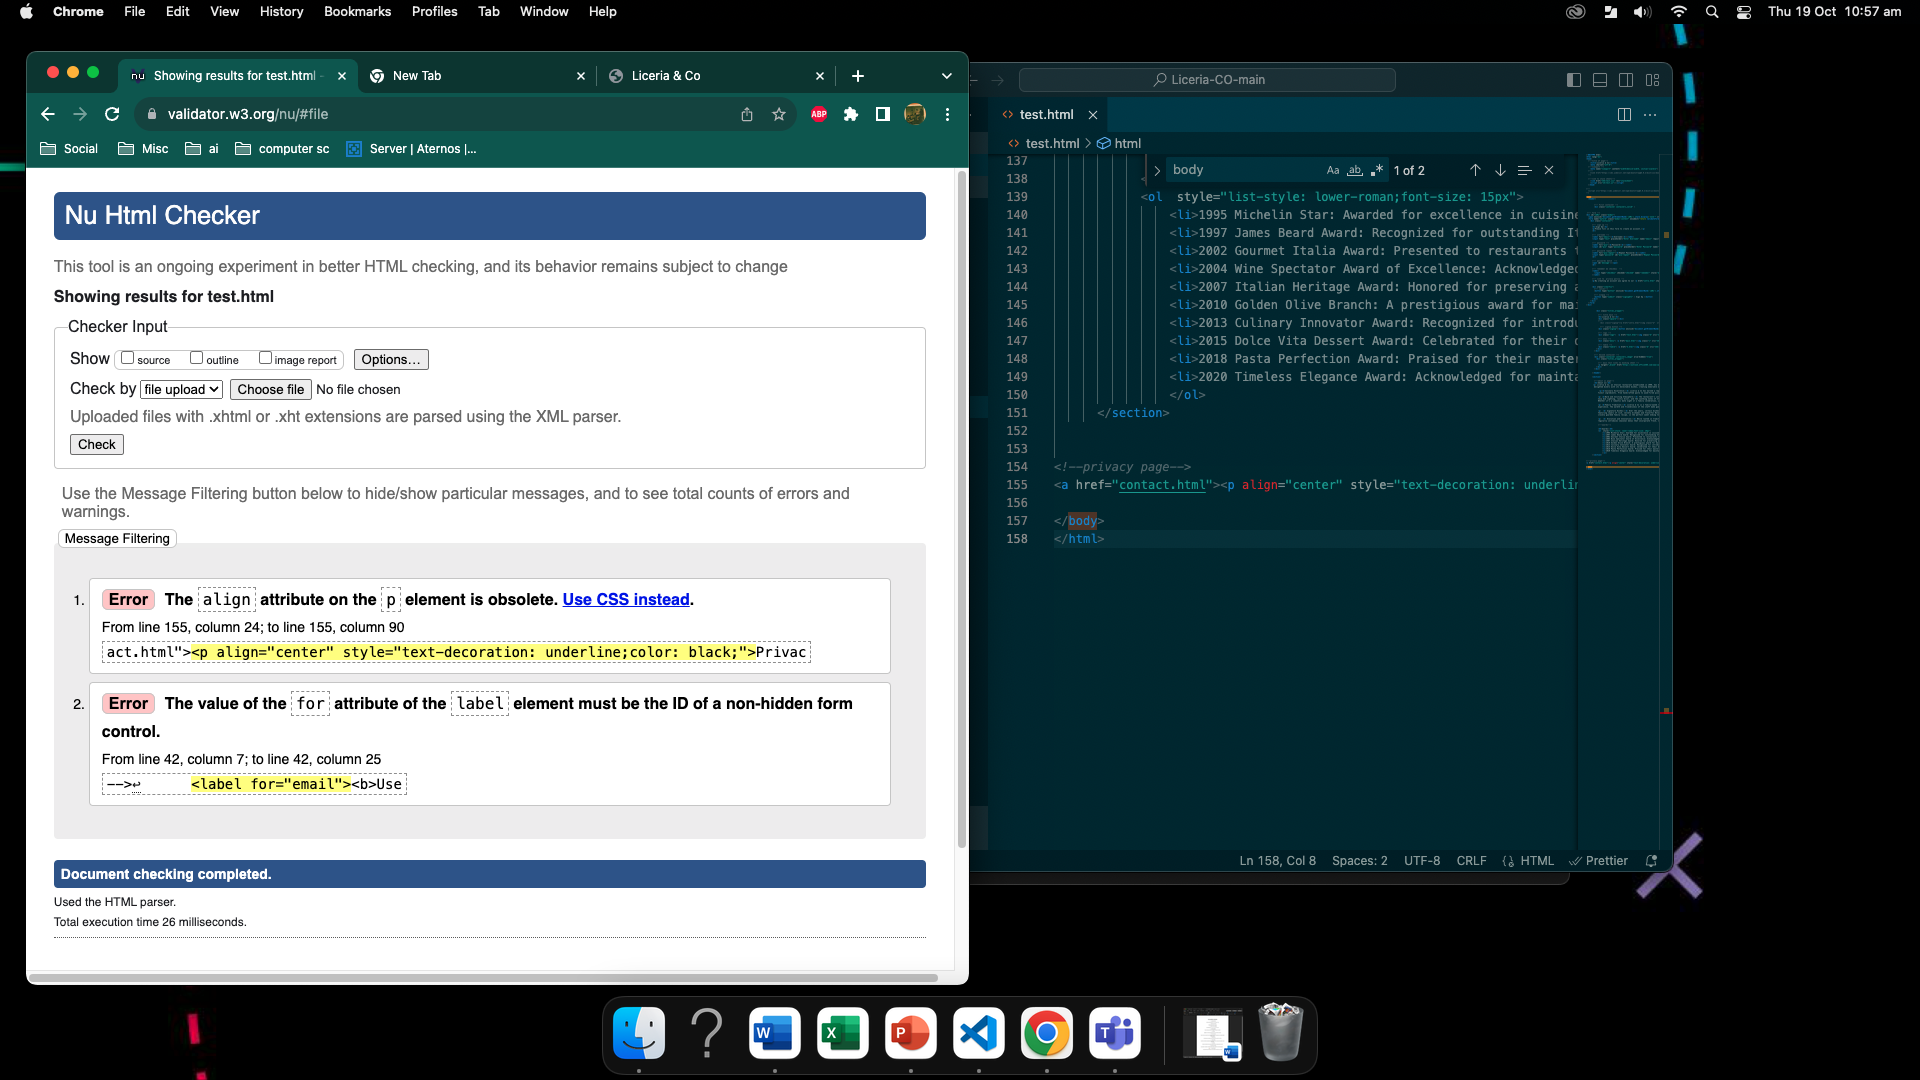 Chrome File Edit View History Bookmarks Profiles Tab Window Help Thu 19 Oct 10:57 am
nu Showing results for test.html - New Tab Liceria & Co
validator.w3.org/nu/#file ABP
Social Misc ai computer sc Server | Aternos |...
Nu Html Checker
This tool is an ongoing experiment in better HTML checking, and its behavior remains subject to change
Showing results for test.html
Checker Input
Show source outline image report Options...
Check by file upload Choose file No file chosen
Uploaded files with .xhtml or .xht extensions are parsed using the XML parser.
Check
Use the Message Filtering button below to hide/show particular messages, and to see total counts of errors and
warnings.
Message Filtering
1. Error The align attribute on the p element is obsolete. Use CSS instead.
From line 155, column 24; to line 155, column 90
act.html"><p align="center" style="text-decoration: underline;color: black;">Privac
2. Error The value of the for attribute of the label element must be the ID of a non-hidden form
control.
From line 42, column 7; to line 42, column 25
-->↩ <label for="email"><b>Use
Document checking completed.
Used the HTML parser.
Total execution time 26 milliseconds.
Liceria-CO-main
<> test.html
<> test.html > html
body Aa ab .* 1 of 2
137
138 <
139 <ol style="list-style: lower-roman;font-size: 15px">
140 <li>1995 Michelin Star: Awarded for excellence in cuisine
141 <li>1997 James Beard Award: Recognized for outstanding It
142 <li>2002 Gourmet Italia Award: Presented to restaurants t
143 <li>2004 Wine Spectator Award of Excellence: Acknowledged
144 <li>2007 Italian Heritage Award: Honored for preserving a
145 <li>2010 Golden Olive Branch: A prestigious award for mai
146 <li>2013 Culinary Innovator Award: Recognized for introdu
147 <li>2015 Dolce Vita Dessert Award: Celebrated for their d
148 <li>2018 Pasta Perfection Award: Praised for their master
149 <li>2020 Timeless Elegance Award: Acknowledged for mainta
150 </ol>
151 </section>
152
153
154 <!--privacy page-->
155 <a href="contact.html"><p align="center" style="text-decoration: underlin
156
157 </body>
158 </html>
Ln 158, Col 8 Spaces: 2 UTF-8 CRLF HTML Prettier
? W X P T W